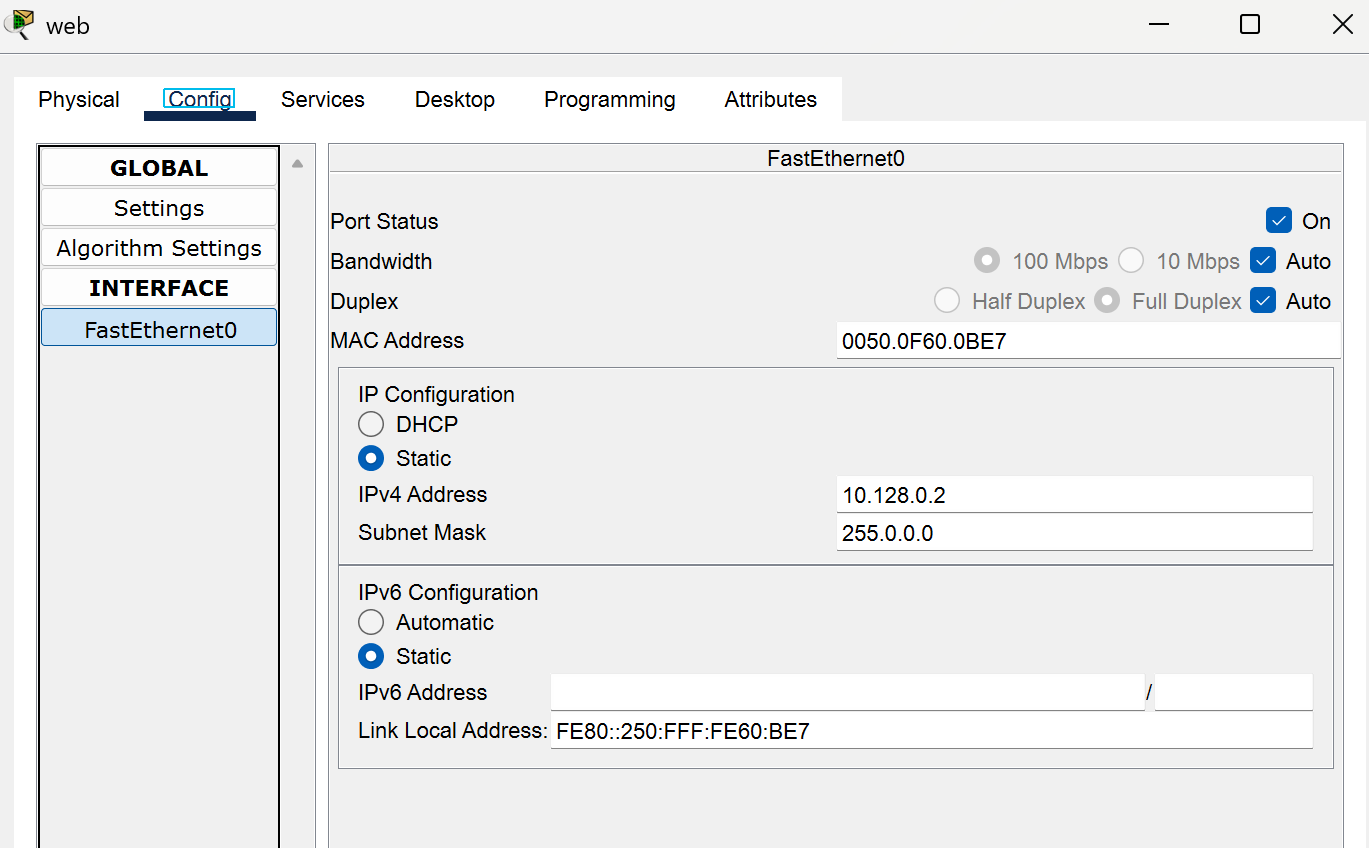 web
Physical Config Services Desktop Programming Attributes
GLOBAL
Settings
Algorithm Settings
INTERFACE
FastEthernet0
FastEthernet0
Port Status On
Bandwidth 100 Mbps 10 Mbps Auto
Duplex Half Duplex Full Duplex Auto
MAC Address 0050.0F60.0BE7
IP Configuration
DHCP
Static
IPv4 Address 10.128.0.2
Subnet Mask 255.0.0.0
IPv6 Configuration
Automatic
Static
IPv6 Address /
Link Local Address: FE80::250:FFF:FE60:BE7